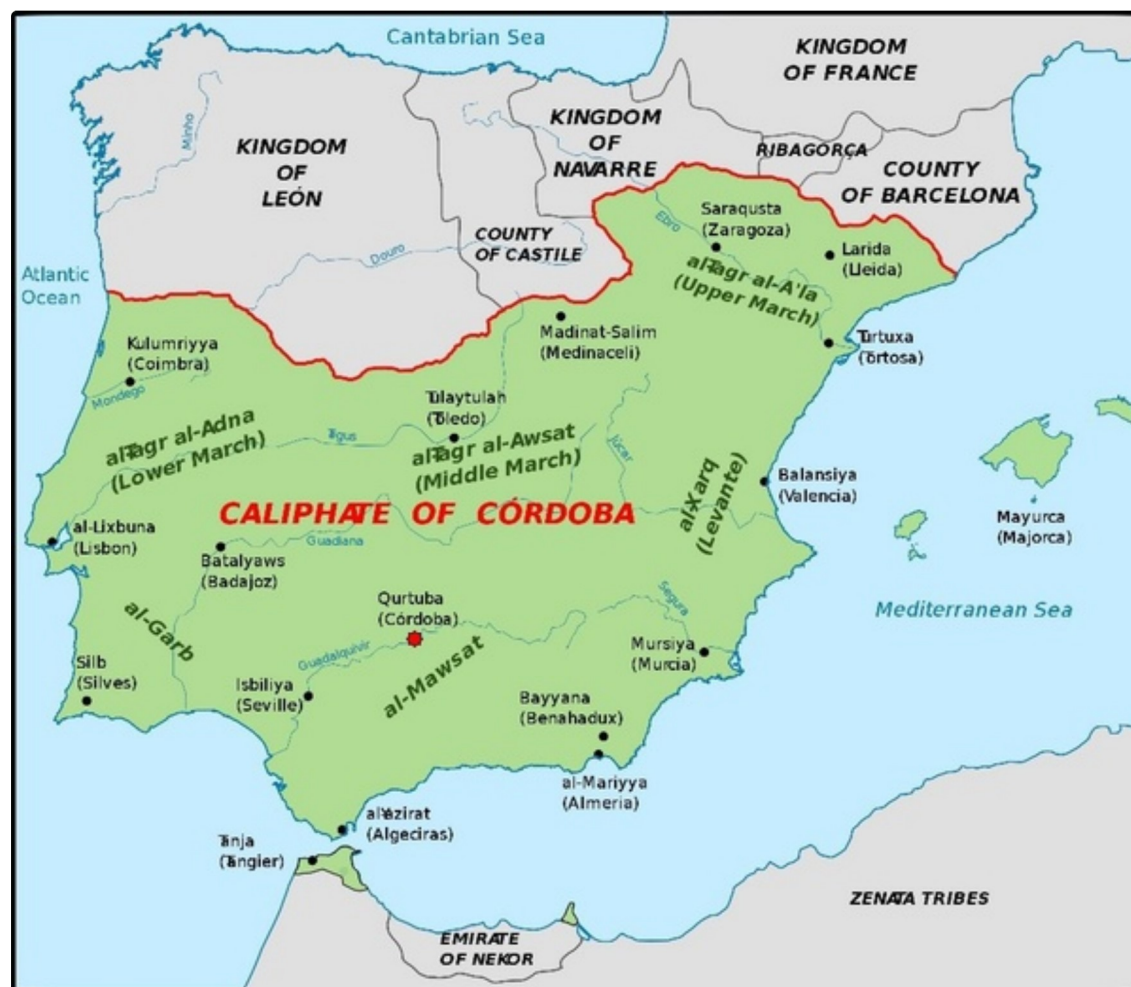 Cantabrian Sea
KINGDOM
OF FRANCE
Minho
KINGDOM
OF
LEÓN
KINGDOM
OF
NAVARRE
RIBAGORÇA
COUNTY
OF BARCELONA
COUNTY
OF CASTILE
Douro
Ebro
Saraqusta
(Zaragoza)
Larida
(Lleida)
Atlantic
Ocean
al-Tagr al-A'la
(Upper March)
Madinat-Salim
(Medinaceli)
Turtuxa
(Tortosa)
Kulumriyya
(Coimbra)
Mondego
Tulaytulah
(Toledo)
al-Tagr al-Adna
(Lower March)
Tagus
al-Tagr al-Awsat
(Middle March)
Júcar
al-Xarq
(Levante)
Balansiya
(Valencia)
CALIPHATE OF CÓRDOBA
Mayurca
(Majorca)
al-Lixbuna
(Lisbon)
Guadiana
Batalyaws
(Badajoz)
Qurtuba
(Córdoba)
Segura
Mediterranean Sea
al-Garb
Guadalquivir
al-Mawsat
Mursiya
(Murcia)
Silb
(Silves)
Isbiliya
(Seville)
Bayyana
(Benahadux)
al-Mariyya
(Almeria)
al-Yazirat
(Algeciras)
Tanja
(Tangier)
ZENATA TRIBES
EMIRATE
OF NEKOR